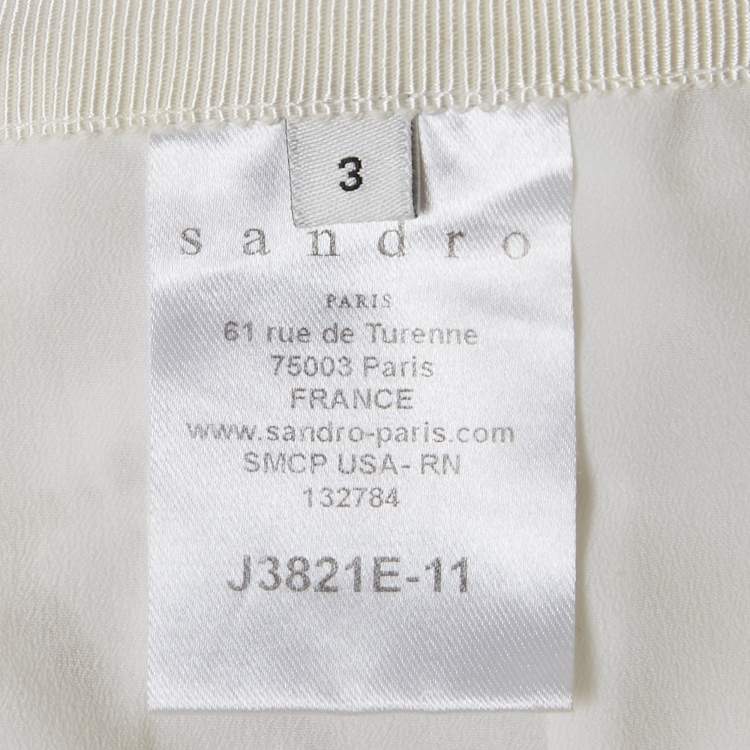 3
sandro
PARIS
61 rue de Turenne
75003 Paris
FRANCE
www.sandro-paris.com
SMCP USA- RN
132784
J3821E-11